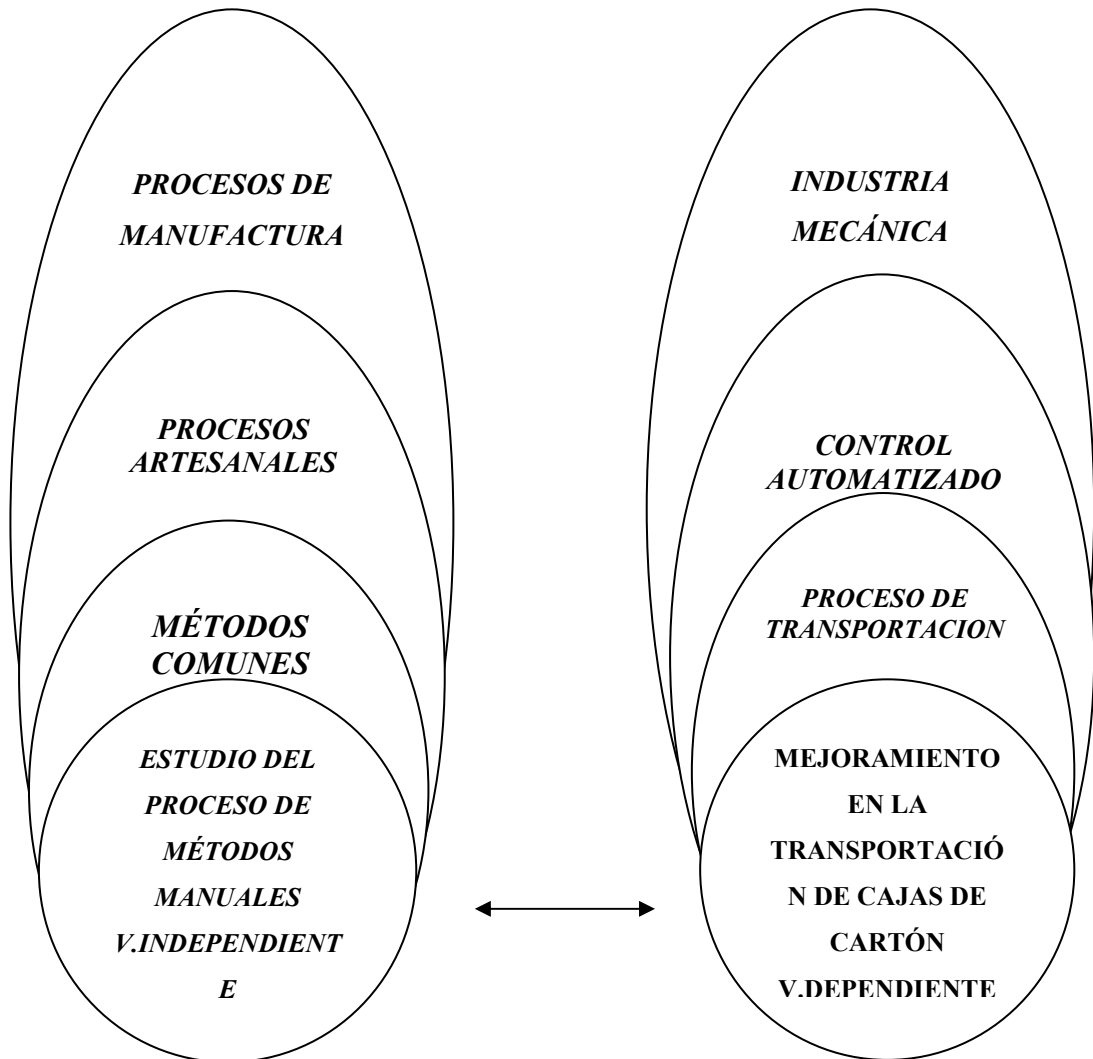 PROCESOS DE
MANUFACTURA
PROCESOS
ARTESANALES
MÉTODOS
COMUNES
ESTUDIO DEL
PROCESO DE
MÉTODOS
MANUALES
V.INDEPENDIENT
E
INDUSTRIA
MECÁNICA
CONTROL
AUTOMATIZADO
PROCESO DE
TRANSPORTACION
MEJORAMIENTO
EN LA
TRANSPORTACIÓ
N DE CAJAS DE
CARTÓN
V.DEPENDIENTE